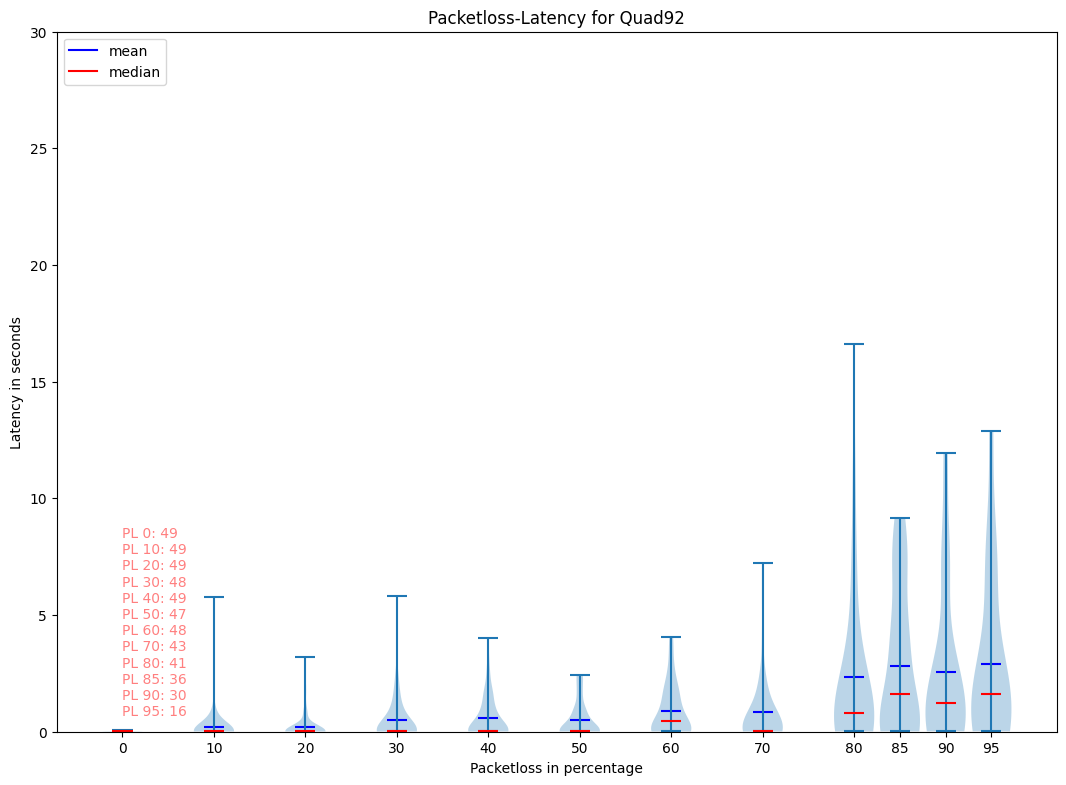 Packetloss-Latency for Quad92
30
25
20
15
10
5
0
Latency in seconds
mean
median
PL 0: 49
PL 10: 49
PL 20: 49
PL 30: 48
PL 40: 49
PL 50: 47
PL 60: 48
PL 70: 43
PL 80: 41
PL 85: 36
PL 90: 30
PL 95: 16
0 10 20 30 40 50 60 70 80 85 90 95
Packetloss in percentage